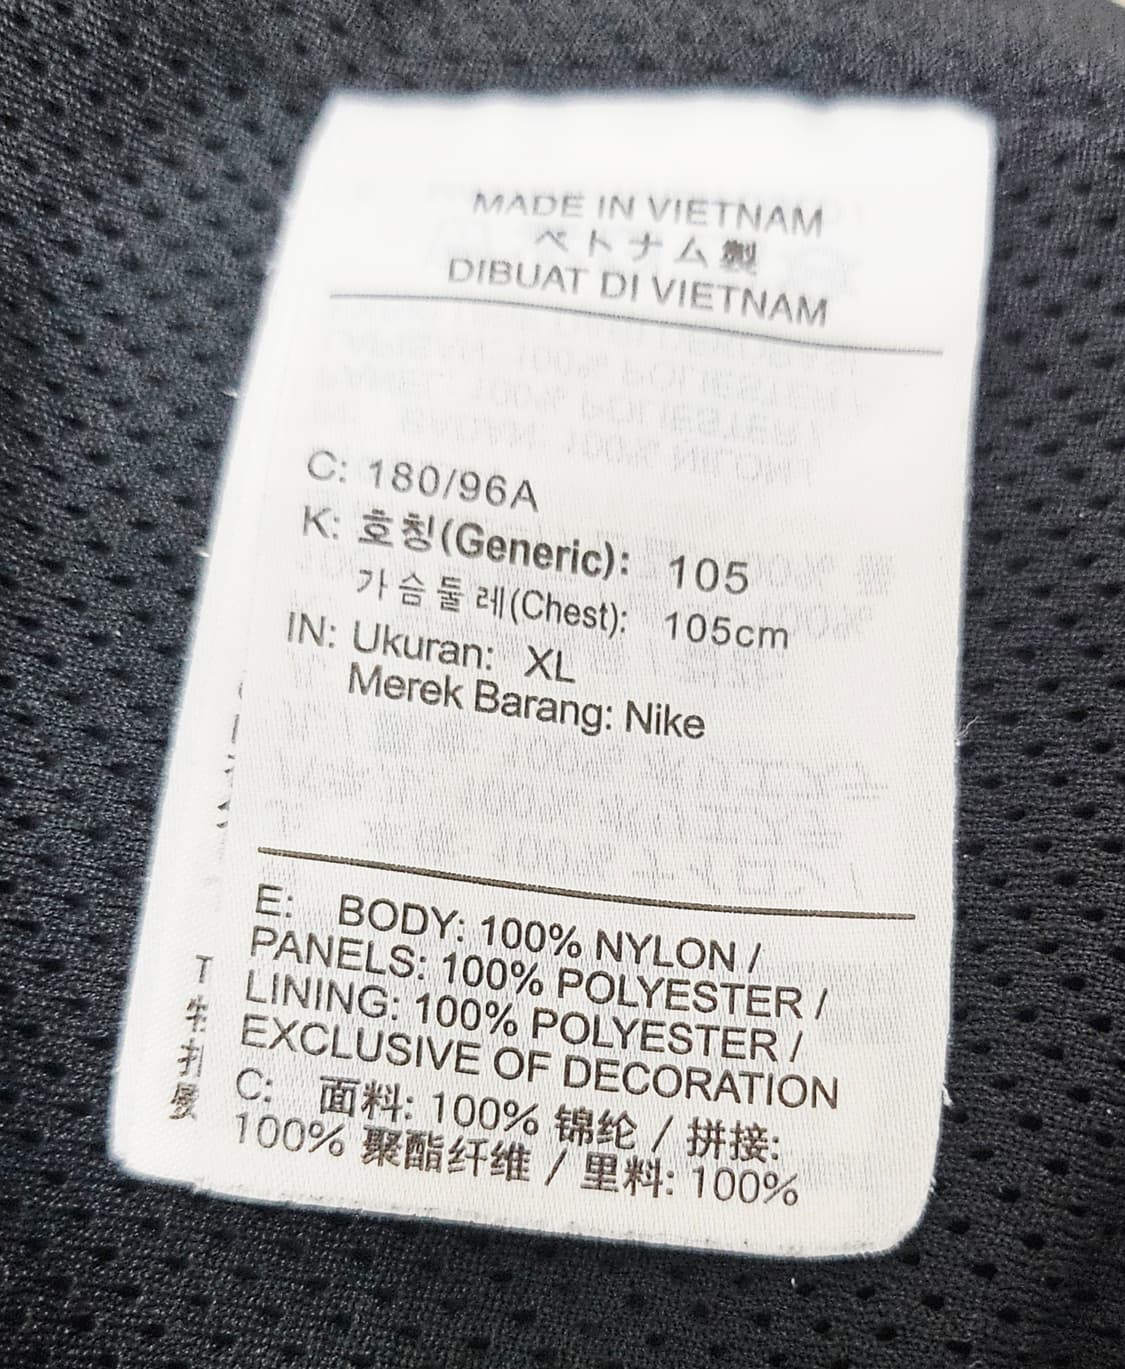 MADE IN VIETNAM
ベトナム製
DIBUAT DI VIETNAM
C: 180/96A
K: 호칭(Generic): 105
가슴둘레(Chest): 105cm
IN: Ukuran: XL
Merek Barang: Nike
E: BODY: 100% NYLON /
PANELS: 100% POLYESTER /
LINING: 100% POLYESTER /
EXCLUSIVE OF DECORATION
C: 面料: 100% 锦纶 / 拼接:
100% 聚酯纤维 / 里料: 100%